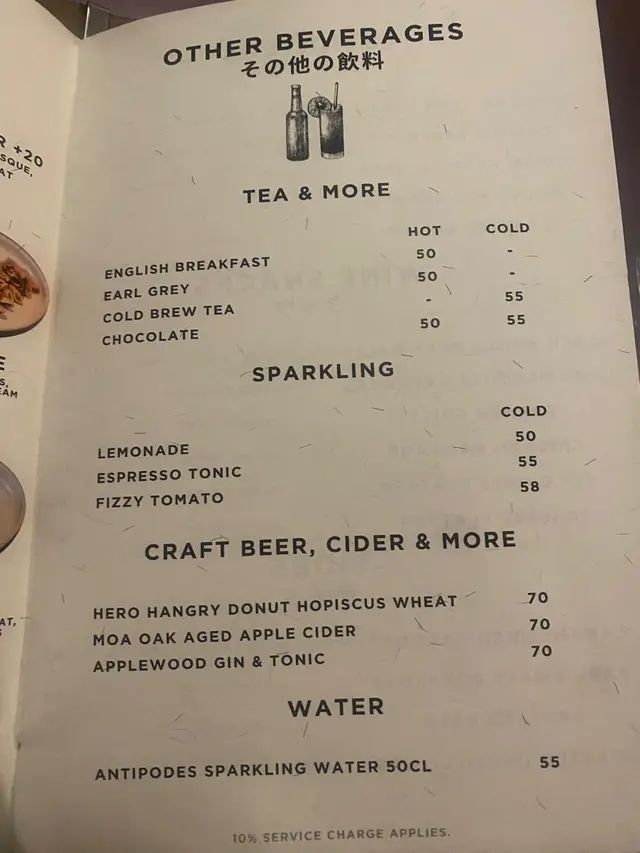 OTHER BEVERAGES
その他の飲料
TEA & MORE
HOT COLD
ENGLISH BREAKFAST 50 -
EARL GREY 50 -
COLD BREW TEA - 55
CHOCOLATE 50 55
SPARKLING
COLD
LEMONADE 50
ESPRESSO TONIC 55
FIZZY TOMATO 58
CRAFT BEER, CIDER & MORE
HERO HANGRY DONUT HOPISCUS WHEAT 70
MOA OAK AGED APPLE CIDER 70
APPLEWOOD GIN & TONIC 70
WATER
ANTIPODES SPARKLING WATER 50CL 55
10% SERVICE CHARGE APPLIES.
+20